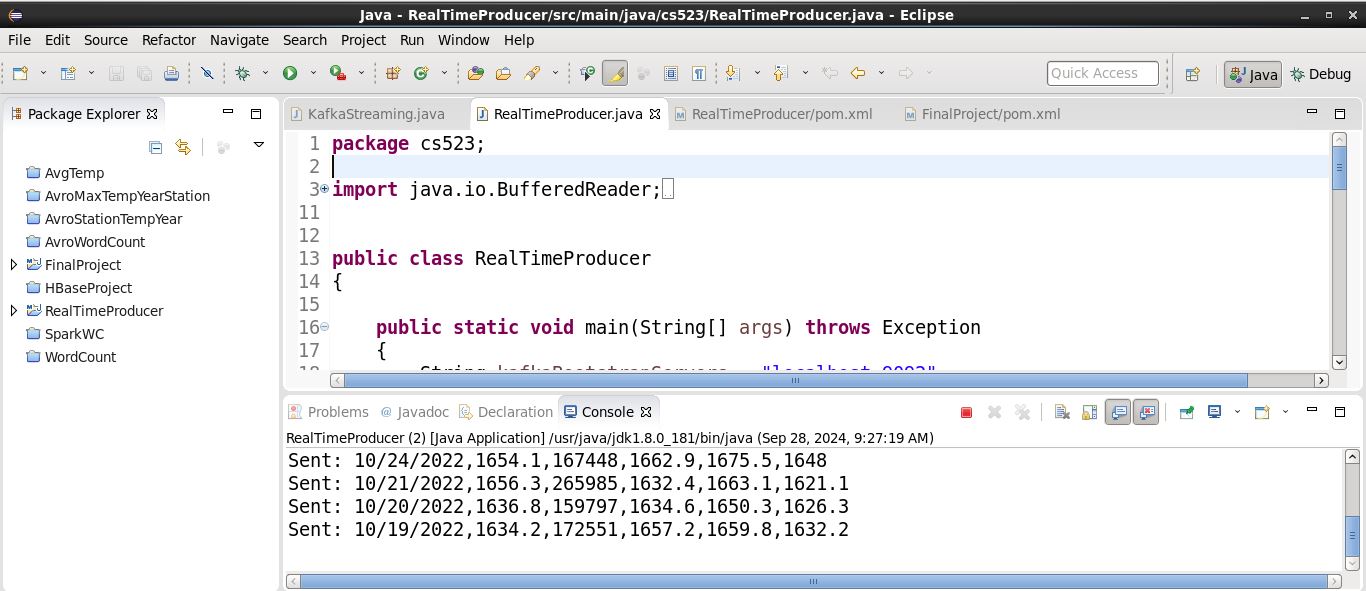 Java - RealTimeProducer/src/main/java/cs523/RealTimeProducer.java - Eclipse
File Edit Source Refactor Navigate Search Project Run Window Help
Quick Access
Java
Debug
Package Explorer
AvgTemp
AvroMaxTempYearStation
AvroStationTempYear
AvroWordCount
FinalProject
HBaseProject
RealTimeProducer
SparkWC
WordCount
KafkaStreaming.java RealTimeProducer.java RealTimeProducer/pom.xml FinalProject/pom.xml
1 package cs523;
2
3 import java.io.BufferedReader;
11
12
13 public class RealTimeProducer
14 {
15
16 public static void main(String[] args) throws Exception
17 {
18 String kafkaBootstrapServers = "localhost:9092"
Problems @ Javadoc Declaration Console
RealTimeProducer (2) [Java Application] /usr/java/jdk1.8.0_181/bin/java (Sep 28, 2024, 9:27:19 AM)
Sent: 10/24/2022,1654.1,167448,1662.9,1675.5,1648
Sent: 10/21/2022,1656.3,265985,1632.4,1663.1,1621.1
Sent: 10/20/2022,1636.8,159797,1634.6,1650.3,1626.3
Sent: 10/19/2022,1634.2,172551,1657.2,1659.8,1632.2